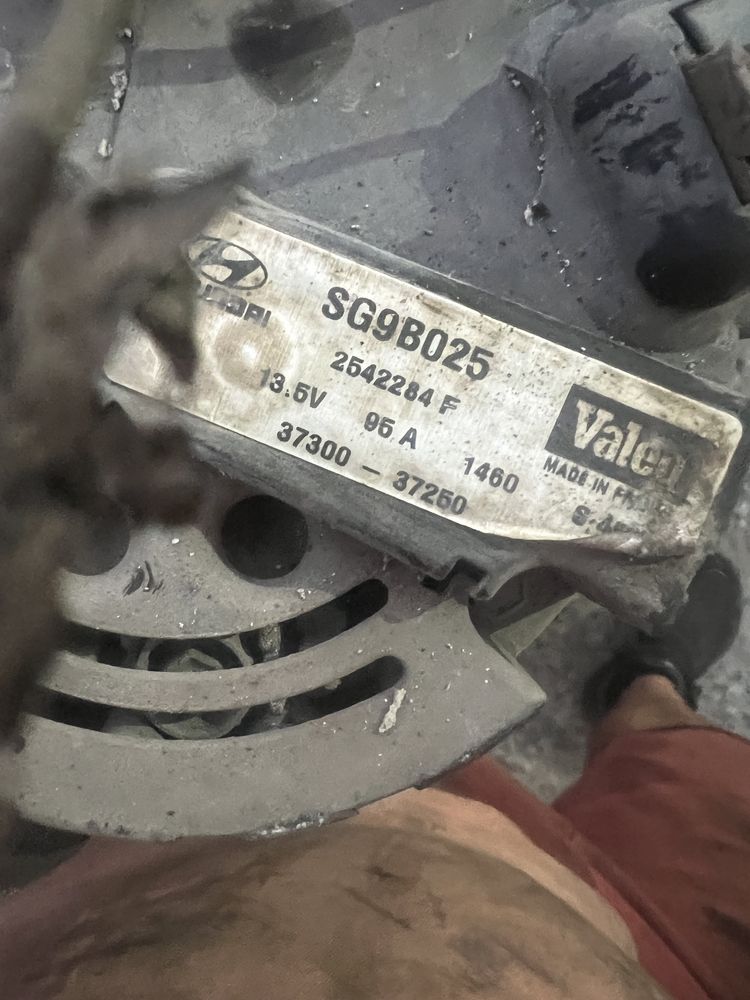 SG9B025
2542284 F
13.5V 95 A 1460
37300 - 37250
Valeo
MADE IN